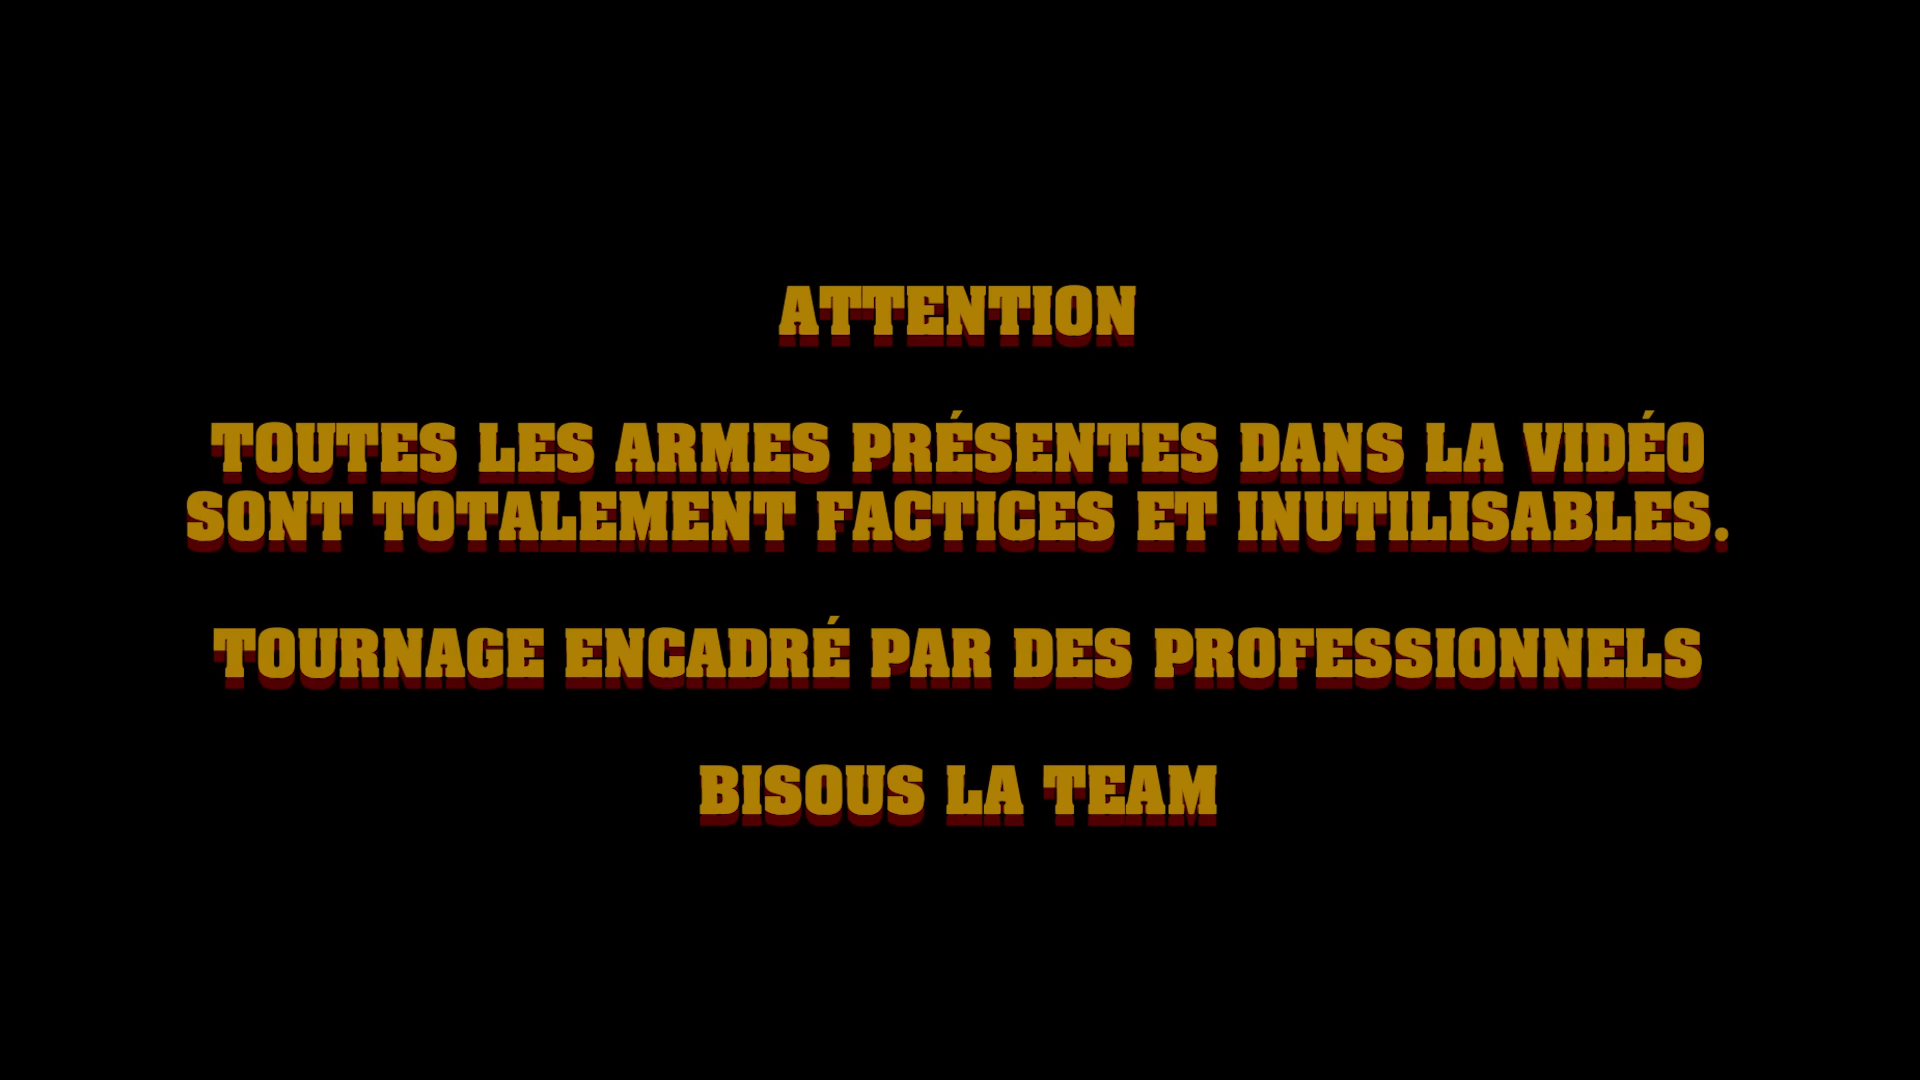 ATTENTION
TOUTES LES ARMES PRÉSENTES DANS LA VIDÉO
SONT TOTALEMENT FACTICES ET INUTILISABLES.
TOURNAGE ENCADRÉ PAR DES PROFESSIONNELS
BISOUS LA TEAM